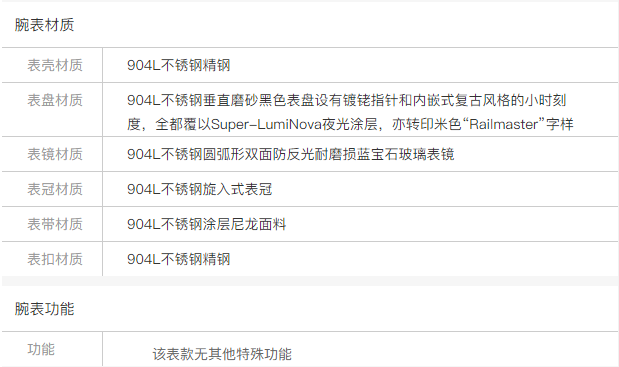 腕表材质
表壳材质 904L不锈钢精钢
表盘材质 904L不锈钢垂直磨砂黑色表盘设有镀铑指针和内嵌式复古风格的小时刻
度，全都覆以Super-LumiNova夜光涂层，亦转印米色“Railmaster”字样
表镜材质 904L不锈钢圆弧形双面防反光耐磨损蓝宝石玻璃表镜
表冠材质 904L不锈钢旋入式表冠
表带材质 904L不锈钢涂层尼龙面料
表扣材质 904L不锈钢精钢
腕表功能
功能 该表款无其他特殊功能